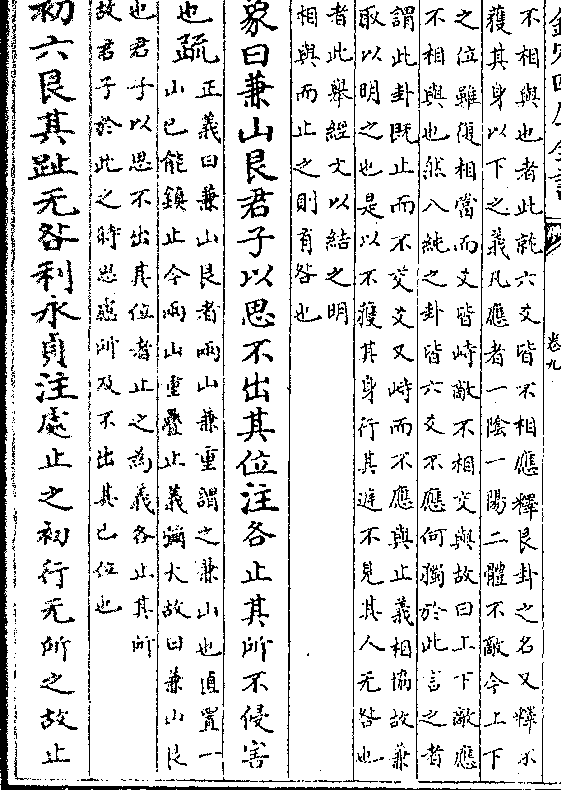 欽定四庫全書
卷九
不相與也者此就六爻皆不相應釋艮卦之名又釋不
獲其身以下之義凡應者一陰一陽二體不敵今上下
之位雖復相當而爻皆峙敵不相交與故曰上下敵應
不相與也然八純之卦皆六爻不應何獨於此言之者
謂此卦既止而不交爻又峙而不應與止義相協故兼
取以明之也是以不獲其身行其庭不見其人无咎也
者此舉經文以結之明
相與而止之則有咎也
象曰兼山艮君子以思不出其位注各止其所不侵害
也疏正義曰兼山艮者兩山兼重謂之兼山也直置一
山已能鎮止今兩山重疊止義彌大故曰兼山艮
也君子以思不出其位者止之為義各止其所
故君子於此之時思慮所及不出其已位也
初六艮其趾无咎利永貞注處止之初行无所之故止